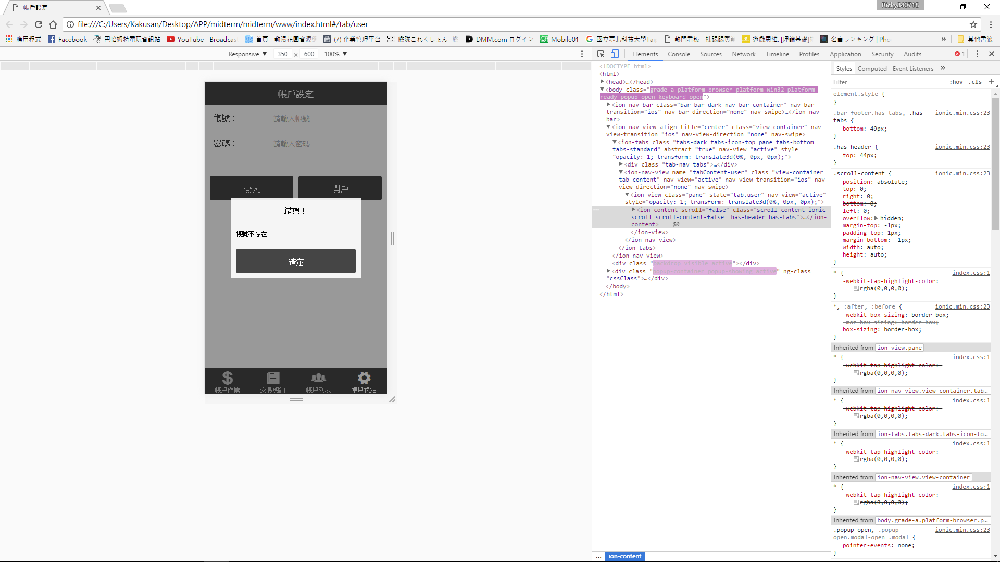 帳戶設定
Ricky840718
file:///C:/Users/Kakusan/Desktop/APP/midterm/midterm/www/index.html#/tab/user
應用程式 Facebook 巴哈姆特電玩資訊站 YouTube - Broadcast 首頁 - 動漫花園資源網 (7) 企業管理平台 艦隊これくしょん -艦 DMM.com ログイン Mobile01 國立臺北科技大學Tai 熱門看板 - 批踢踢實 遊戲思維: [理論基礎] 名言ランキング | Pho » 其他書籤
Responsive ▼ 350 × 600 100% ▼
帳戶設定
帳號： 請輸入帳號
密碼： 請輸入密碼
登入 開戶
錯誤！
帳號不存在
確定
帳戶作業 交易明細 帳戶列表 帳戶設定
Elements Console Sources Network Timeline Profiles Application Security Audits 1
<!DOCTYPE html>
<html>
<head>…</head>
<body class="grade-a platform-browser platform-win32 platform-
ready popup-open keyboard-open">
<ion-nav-bar class="bar bar-dark nav-bar-container" nav-bar-
transition="ios" nav-bar-direction="none" nav-swipe>…</ion-nav-
bar>
<ion-nav-view align-title="center" class="view-container" nav-
view-transition="ios" nav-view-direction="none" nav-swipe>
<ion-tabs class="tabs-dark tabs-icon-top pane tabs-bottom
tabs-standard" abstract="true" nav-view="active" style=
"opacity: 1; transform: translate3d(0%, 0px, 0px);">
<div class="tab-nav tabs">…</div>
<ion-nav-view name="tabContent-user" class="view-container
tab-content" nav-view="active" nav-view-transition="ios" nav-
view-direction="none" nav-swipe>
<ion-view class="pane" state="tab.user" nav-view="active"
style="opacity: 1; transform: translate3d(0%, 0px, 0px);">
<ion-content scroll="false" class="scroll-content ionic-
scroll scroll-content-false  has-header has-tabs">…</ion-
content> == $0
</ion-view>
</ion-nav-view>
</ion-tabs>
</ion-nav-view>
<div class="backdrop visible active"></div>
<div class="popup-container popup-showing active" ng-class=
"cssClass">…</div>
</body>
</html>
... ion-content
Styles Computed Event Listeners »
Filter :hov .cls +
element.style {
}
.bar-footer.has-tabs, .has- ionic.min.css:23
tabs {
bottom: 49px;
}
.has-header { ionic.min.css:23
top: 44px;
}
.scroll-content { ionic.min.css:23
position: absolute;
top: 0;
right: 0;
bottom: 0;
left: 0;
overflow: hidden;
margin-top: -1px;
padding-top: 1px;
margin-bottom: -1px;
width: auto;
height: auto;
}
* { index.css:1
-webkit-tap-highlight-color:
rgba(0,0,0,0);
}
*, :after, :before { ionic.min.css:23
-webkit-box-sizing: border-box;
-moz-box-sizing: border-box;
box-sizing: border-box;
}
Inherited from ion-view.pane
* { index.css:1
-webkit-tap-highlight-color:
rgba(0,0,0,0);
}
Inherited from ion-nav-view.view-container.tab…
* { index.css:1
-webkit-tap-highlight-color:
rgba(0,0,0,0);
}
Inherited from ion-tabs.tabs-dark.tabs-icon-to…
* { index.css:1
-webkit-tap-highlight-color:
rgba(0,0,0,0);
}
Inherited from ion-nav-view.view-container
* { index.css:1
-webkit-tap-highlight-color:
rgba(0,0,0,0);
}
Inherited from body.grade-a.platform-browser.p…
.popup-open, .popup- ionic.min.css:23
open.modal-open .modal {
pointer-events: none;
}